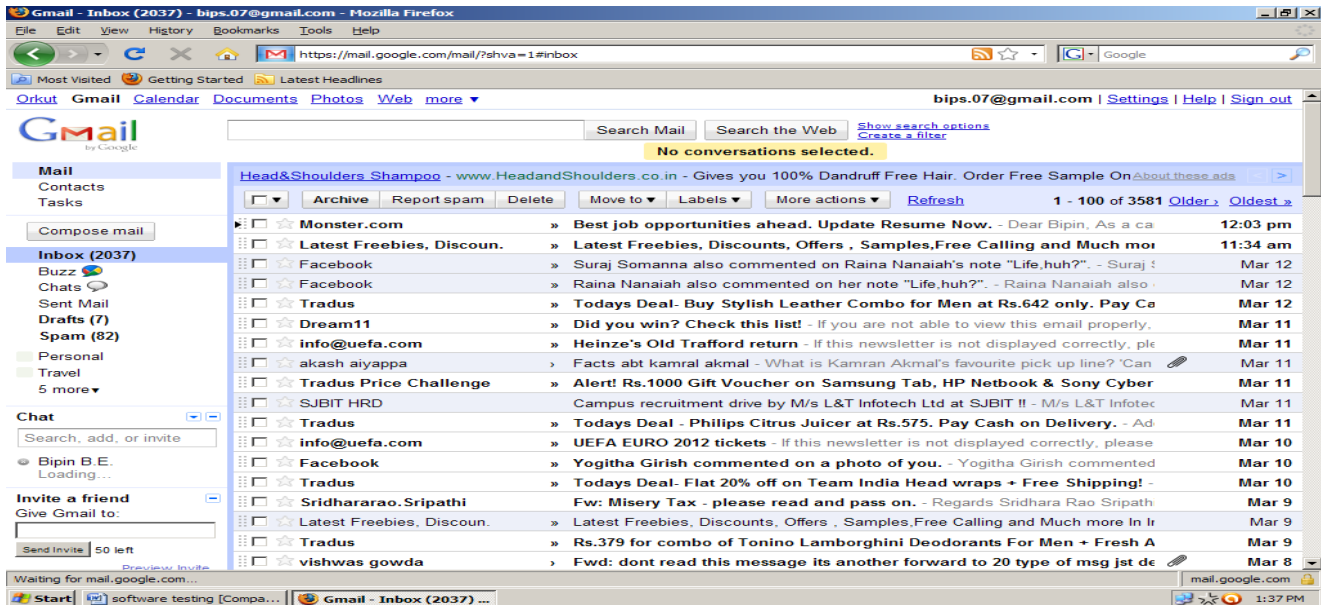 Gmail - Inbox (2037) - bips.07@gmail.com - Mozilla Firefox
File Edit View History Bookmarks Tools Help
https://mail.google.com/mail/?shva=1#inbox G Google
Most Visited Getting Started Latest Headlines
Orkut Gmail Calendar Documents Photos Web more ▼ bips.07@gmail.com | Settings | Help | Sign out
Gmail by Google
Search Mail Search the Web Show search options
Create a filter
No conversations selected.
Mail
Contacts
Tasks
Compose mail
Inbox (2037)
Buzz
Chats
Sent Mail
Drafts (7)
Spam (82)
Personal
Travel
5 more▼
Chat
Search, add, or invite
Bipin B.E.
Loading...
Invite a friend
Give Gmail to:
Send Invite 50 left
Preview Invite
Head&Shoulders Shampoo - www.HeadandShoulders.co.in - Gives you 100% Dandruff Free Hair. Order Free Sample On About these ads < >
Archive Report spam Delete Move to ▼ Labels ▼ More actions ▼ Refresh 1 - 100 of 3581 Older › Oldest »
Monster.com » Best job opportunities ahead. Update Resume Now. - Dear Bipin, As a ca 12:03 pm
Latest Freebies, Discoun. » Latest Freebies, Discounts, Offers , Samples,Free Calling and Much mor 11:34 am
Facebook » Suraj Somanna also commented on Raina Nanaiah's note "Life,huh?". - Suraj Mar 12
Facebook » Raina Nanaiah also commented on her note "Life,huh?". - Raina Nanaiah also Mar 12
Tradus » Todays Deal- Buy Stylish Leather Combo for Men at Rs.642 only. Pay Ca Mar 12
Dream11 » Did you win? Check this list! - If you are not able to view this email properly, Mar 11
info@uefa.com » Heinze's Old Trafford return - If this newsletter is not displayed correctly, ple Mar 11
akash aiyappa › Facts abt kamral akmal - What is Kamran Akmal's favourite pick up line? 'Can Mar 11
Tradus Price Challenge » Alert! Rs.1000 Gift Voucher on Samsung Tab, HP Netbook & Sony Cyber Mar 11
SJBIT HRD Campus recruitment drive by M/s L&T Infotech Ltd at SJBIT !! - M/s L&T Infotec Mar 11
Tradus » Todays Deal - Philips Citrus Juicer at Rs.575. Pay Cash on Delivery. - Ad Mar 11
info@uefa.com » UEFA EURO 2012 tickets - If this newsletter is not displayed correctly, please Mar 10
Facebook » Yogitha Girish commented on a photo of you. - Yogitha Girish commented Mar 10
Tradus » Todays Deal- Flat 20% off on Team India Head wraps + Free Shipping! - Mar 10
Sridhararao.Sripathi Fw: Misery Tax - please read and pass on. - Regards Sridhara Rao Sripath Mar 9
Latest Freebies, Discoun. » Latest Freebies, Discounts, Offers , Samples,Free Calling and Much more In Ir Mar 9
Tradus » Rs.379 for combo of Tonino Lamborghini Deodorants For Men + Fresh A Mar 9
vishwas gowda › Fwd: dont read this message its another forward to 20 type of msg jst de Mar 8
Waiting for mail.google.com... mail.google.com
Start software testing [Compa... Gmail - Inbox (2037) ... 1:37 PM